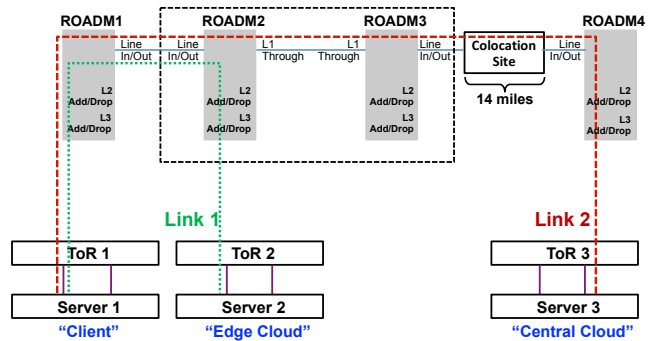 ROADM1
ROADM2
ROADM3
ROADM4
Line
In/Out
Line
In/Out
L1
Through
L1
Through
Line
In/Out
Colocation
Site
Line
In/Out
14 miles
L2
Add/Drop
L3
Add/Drop
L2
Add/Drop
L3
Add/Drop
L2
Add/Drop
L3
Add/Drop
L2
Add/Drop
L3
Add/Drop
Link 1
Link 2
ToR 1
ToR 2
ToR 3
Server 1
Server 2
Server 3
“Client”
“Edge Cloud”
“Central Cloud”